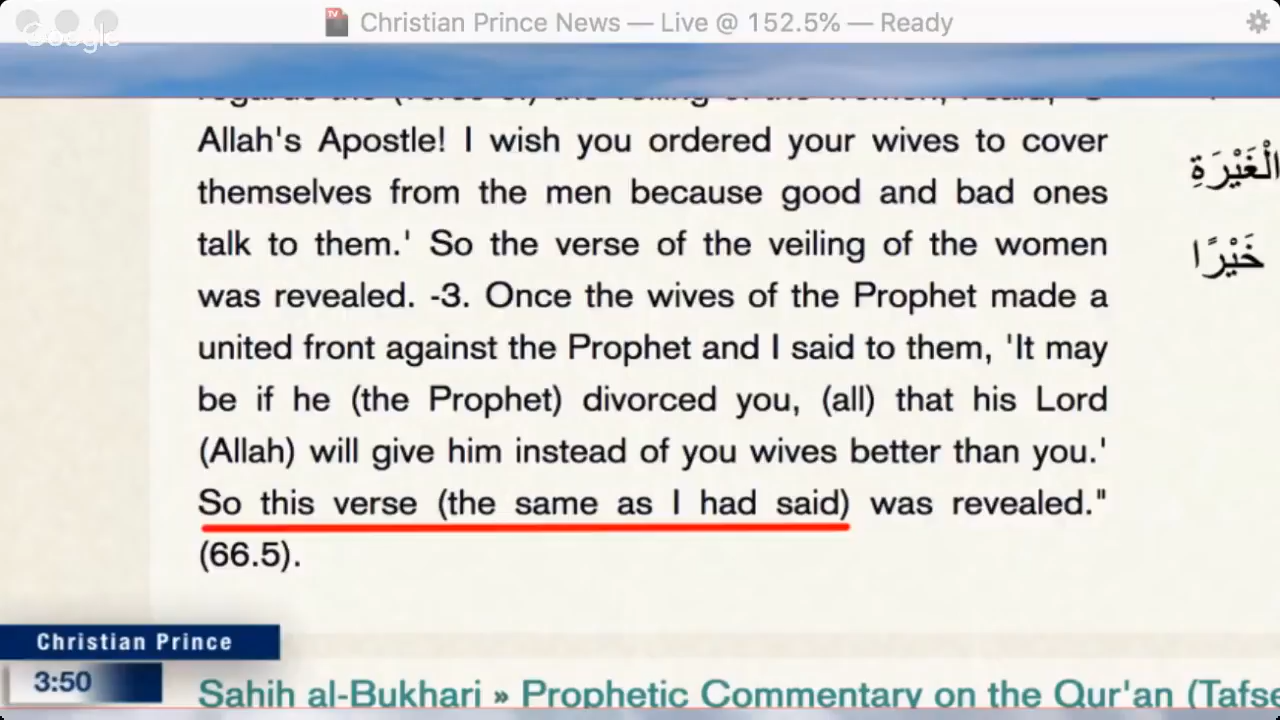 Christian Prince News — Live @ 152.5% — Ready
Google
TV
Allah's Apostle! I wish you ordered your wives to cover
themselves from the men because good and bad ones
talk to them.' So the verse of the veiling of the women
was revealed. -3. Once the wives of the Prophet made a
united front against the Prophet and I said to them, 'It may
be if he (the Prophet) divorced you, (all) that his Lord
(Allah) will give him instead of you wives better than you.'
So this verse (the same as I had said) was revealed."
(66.5).
الْغَيْرَةِ
خَيْرًا
Christian Prince
3:50
Sahih al-Bukhari » Prophetic Commentary on the Qur'an (Tafse